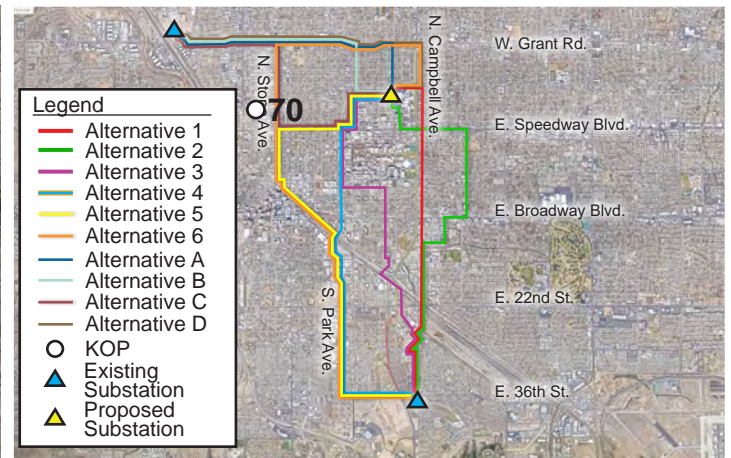 W. Grant Rd.
N. Campbell Ave.
N. Stone Ave.
70
E. Speedway Blvd.
E. Broadway Blvd.
E. 22nd St.
S. Park Ave.
E. 36th St.
Legend
Alternative 1
Alternative 2
Alternative 3
Alternative 4
Alternative 5
Alternative 6
Alternative A
Alternative B
Alternative C
Alternative D
KOP
Existing
Substation
Proposed
Substation